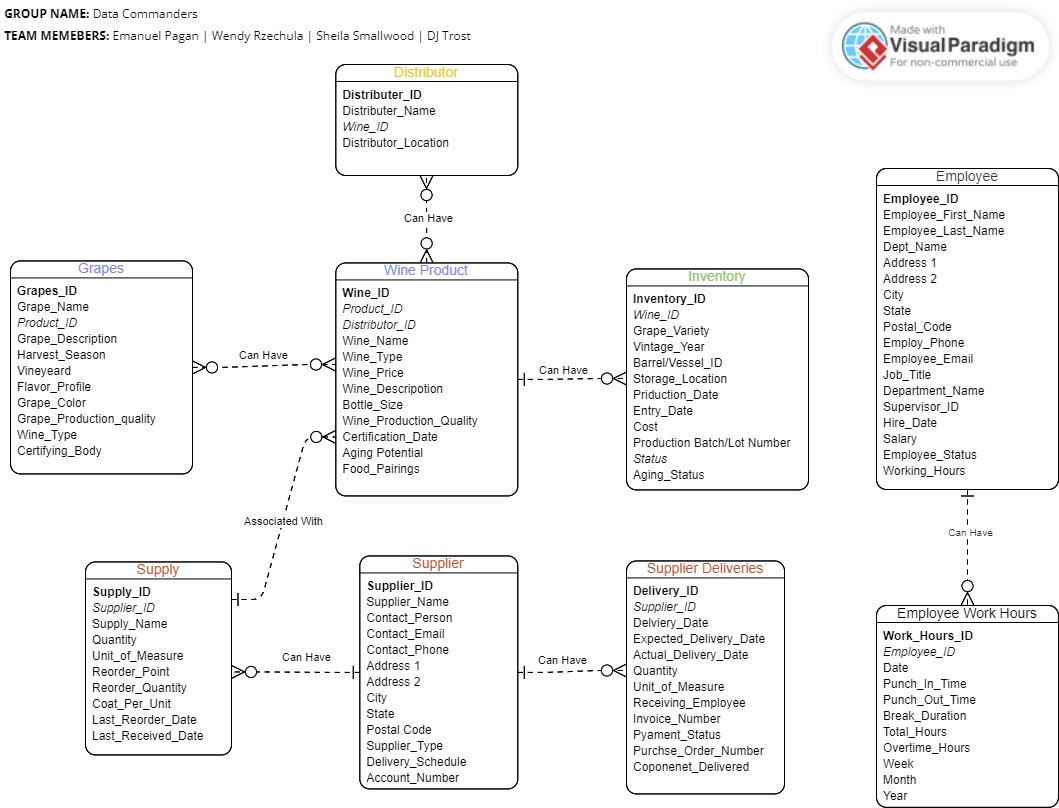 GROUP NAME: Data Commanders
TEAM MEMEBERS: Emanuel Pagan | Wendy Rzechula | Sheila Smallwood | DJ Trost
Made with
Visual Paradigm
For non-commercial use
Distributor
Distributer_ID
Distributer_Name
Wine_ID
Distributor_Location
Can Have
Grapes
Grapes_ID
Grape_Name
Product_ID
Grape_Description
Harvest_Season
Vineyeard
Flavor_Profile
Grape_Color
Grape_Production_quality
Wine_Type
Certifying_Body
Can Have
Wine Product
Wine_ID
Product_ID
Distributor_ID
Wine_Name
Wine_Type
Wine_Price
Wine_Descripotion
Bottle_Size
Wine_Production_Quality
Certification_Date
Aging Potential
Food_Pairings
Can Have
Inventory
Inventory_ID
Wine_ID
Grape_Variety
Vintage_Year
Barrel/Vessel_ID
Storage_Location
Priduction_Date
Entry_Date
Cost
Production Batch/Lot Number
Status
Aging_Status
Employee
Employee_ID
Employee_First_Name
Employee_Last_Name
Dept_Name
Address 1
Address 2
City
State
Postal_Code
Employ_Phone
Employee_Email
Job_Title
Department_Name
Supervisor_ID
Hire_Date
Salary
Employee_Status
Working_Hours
Can Have
Associated With
Supply
Supply_ID
Supplier_ID
Supply_Name
Quantity
Unit_of_Measure
Reorder_Point
Reorder_Quantity
Coat_Per_Unit
Last_Reorder_Date
Last_Received_Date
Can Have
Supplier
Supplier_ID
Supplier_Name
Contact_Person
Contact_Email
Contact_Phone
Address 1
Address 2
City
State
Postal Code
Supplier_Type
Delivery_Schedule
Account_Number
Can Have
Supplier Deliveries
Delivery_ID
Supplier_ID
Delviery_Date
Expected_Delivery_Date
Actual_Delivery_Date
Quantity
Unit_of_Measure
Receiving_Employee
Invoice_Number
Pyament_Status
Purchse_Order_Number
Coponenet_Delivered
Employee Work Hours
Work_Hours_ID
Employee_ID
Date
Punch_In_Time
Punch_Out_Time
Break_Duration
Total_Hours
Overtime_Hours
Week
Month
Year